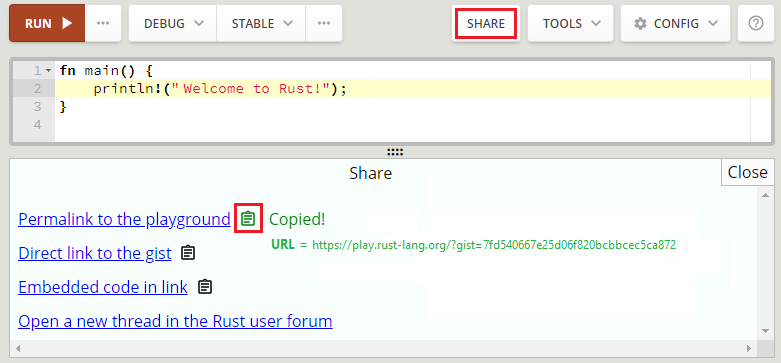 RUN ··· DEBUG STABLE ··· SHARE TOOLS CONFIG ?
1 fn main() {
2 println!(" Welcome to Rust!");
3 }
4
Share Close
Permalink to the playground Copied!
URL = https://play.rust-lang.org/?gist=7fd540667e25d06f820bcbbcec5ca872
Direct link to the gist
Embedded code in link
Open a new thread in the Rust user forum